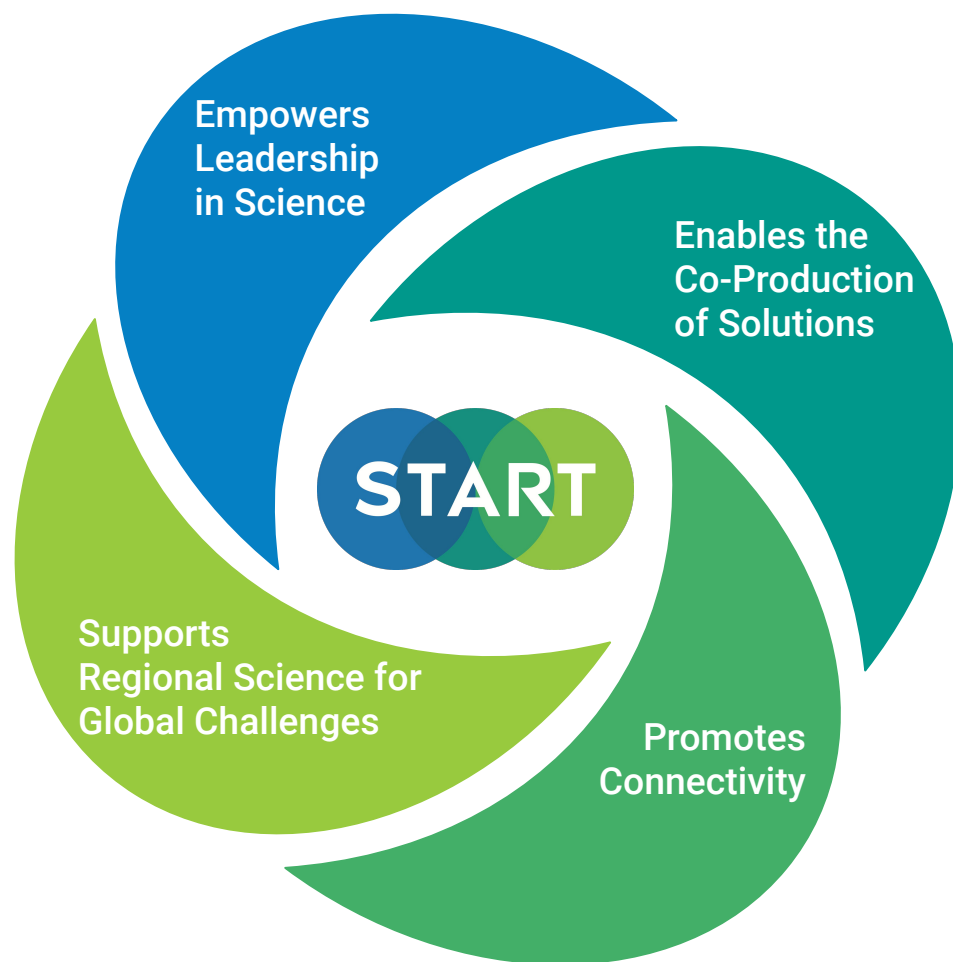 Empowers
Leadership
in Science
Enables the
Co-Production
of Solutions
START
Supports
Regional Science for
Global Challenges
Promotes
Connectivity